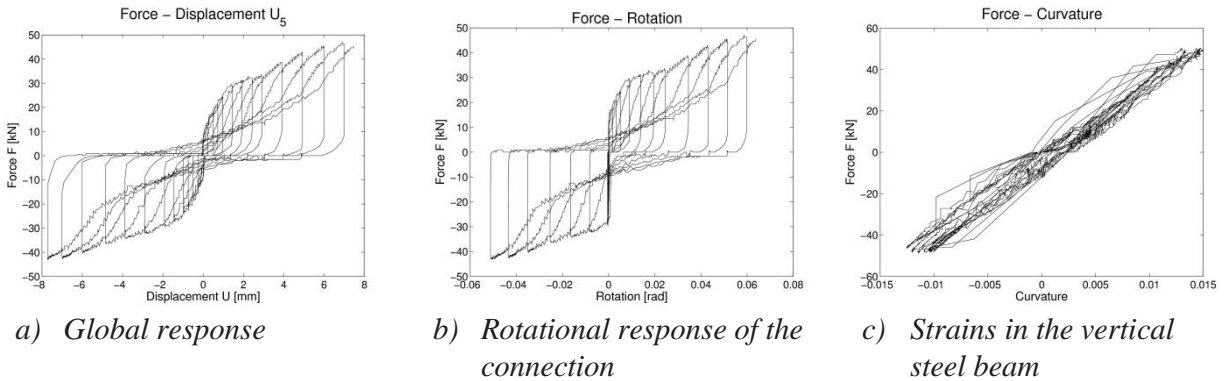 Force − Displacement U5
50
40
30
20
10
0
−10
−20
−30
−40
50
Force F [kN]
−8 −6 −4 −2 0 2 4 6 8
Displacement U [mm]
a) Global response
Force − Rotation
50
40
30
20
10
0
−10
−20
−30
−40
50
Force F [kN]
−0.06 −0.04 −0.02 0 0.02 0.04 0.06 0.08
Rotation [rad]
b) Rotational response of the
connection
Force − Curvature
60
40
20
0
−20
−40
−60
Force F [kN]
−0.015 −0.01 −0.005 0 0.005 0.01 0.015
Curvature
c) Strains in the vertical
steel beam